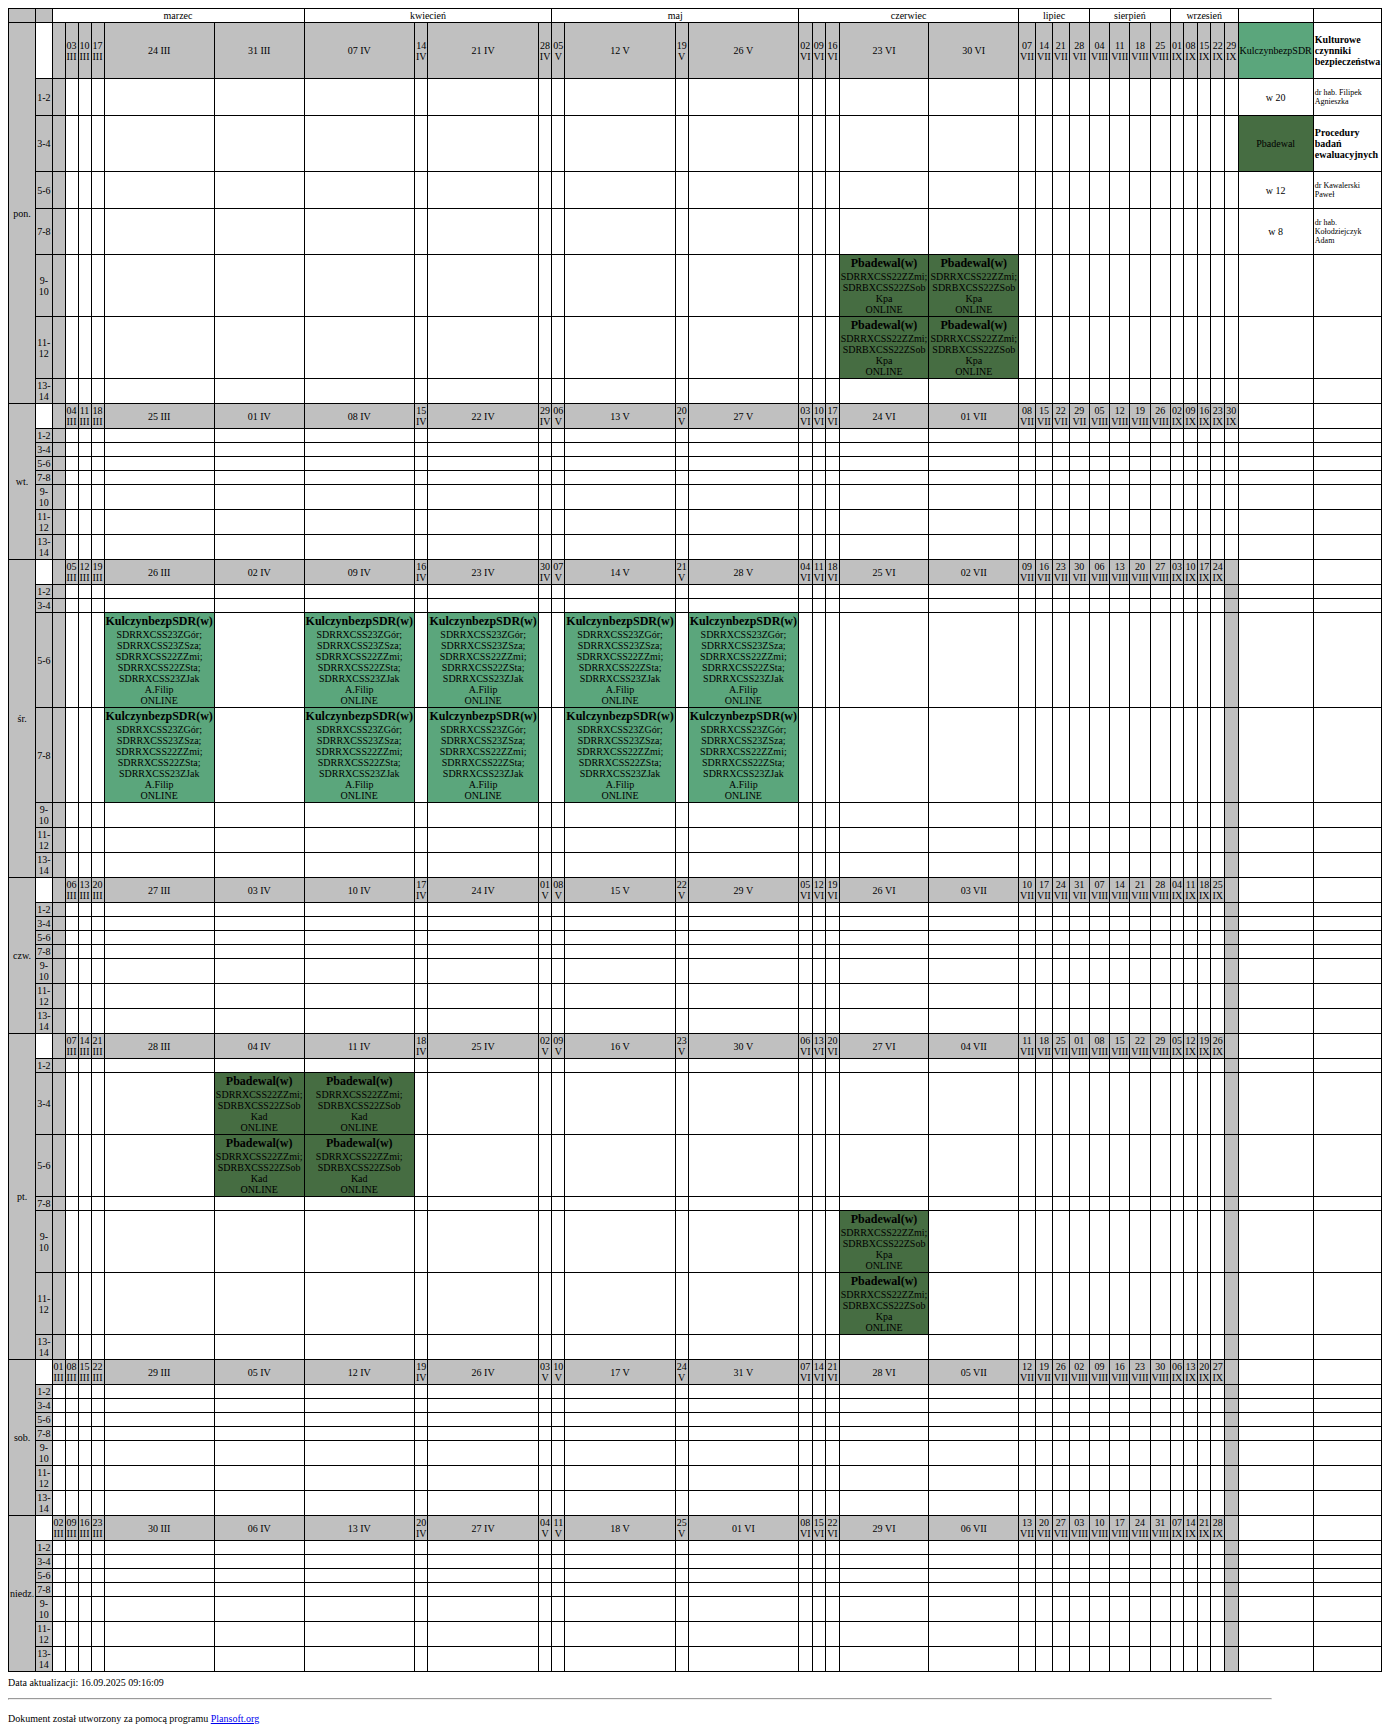 marzec kwiecień maj czerwiec lipiec sierpień wrzesień
pon. 03 III 10 III 17 III 24 III 31 III 07 IV 14 IV 21 IV 28 IV 05 V 12 V 19 V 26 V 02 VI 09 VI 16 VI 23 VI 30 VI 07 VII 14 VII 21 VII 28 VII 04 VIII 11 VIII 18 VIII 25 VIII 01 IX 08 IX 15 IX 22 IX 29 IX KulczynbezpSDR Kulturowe czynniki bezpieczeństwa
1-2 w 20 dr hab. Filipek Agnieszka
3-4 Pbadewal Procedury badań ewaluacyjnych
5-6 w 12 dr Kawalerski Paweł
7-8 w 8 dr hab. Kołodziejczyk Adam
9-10
Pbadewal(w) Pbadewal(w)
SDRRXCSS22ZZmi; SDRRXCSS22ZZmi;
SDRBXCSS22ZSob SDRBXCSS22ZSob
Kpa Kpa
ONLINE ONLINE
11-12
Pbadewal(w) Pbadewal(w)
SDRRXCSS22ZZmi; SDRRXCSS22ZZmi;
SDRBXCSS22ZSob SDRBXCSS22ZSob
Kpa Kpa
ONLINE ONLINE
13-14
wt. 04 III 11 III 18 III 25 III 01 IV 08 IV 15 IV 22 IV 29 IV 06 V 13 V 20 V 27 V 03 VI 10 VI 17 VI 24 VI 01 VII 08 VII 15 VII 22 VII 29 VII 05 VIII 12 VIII 19 VIII 26 VIII 02 IX 09 IX 16 IX 23 IX 30 IX
1-2
3-4
5-6
7-8
9-10
11-12
13-14
śr. 05 III 12 III 19 III 26 III 02 IV 09 IV 16 IV 23 IV 30 IV 07 V 14 V 21 V 28 V 04 VI 11 VI 18 VI 25 VI 02 VII 09 VII 16 VII 23 VII 30 VII 06 VIII 13 VIII 20 VIII 27 VIII 03 IX 10 IX 17 IX 24 IX
1-2
3-4
5-6
KulczynbezpSDR(w) KulczynbezpSDR(w) KulczynbezpSDR(w) KulczynbezpSDR(w) KulczynbezpSDR(w)
SDRRXCSS23ZGór; SDRRXCSS23ZGór; SDRRXCSS23ZGór; SDRRXCSS23ZGór; SDRRXCSS23ZGór;
SDRRXCSS23ZSza; SDRRXCSS23ZSza; SDRRXCSS23ZSza; SDRRXCSS23ZSza; SDRRXCSS23ZSza;
SDRRXCSS22ZZmi; SDRRXCSS22ZZmi; SDRRXCSS22ZZmi; SDRRXCSS22ZZmi; SDRRXCSS22ZZmi;
SDRRXCSS22ZSta; SDRRXCSS22ZSta; SDRRXCSS22ZSta; SDRRXCSS22ZSta; SDRRXCSS22ZSta;
SDRRXCSS23ZJak SDRRXCSS23ZJak SDRRXCSS23ZJak SDRRXCSS23ZJak SDRRXCSS23ZJak
A.Filip A.Filip A.Filip A.Filip A.Filip
ONLINE ONLINE ONLINE ONLINE ONLINE
7-8
KulczynbezpSDR(w) KulczynbezpSDR(w) KulczynbezpSDR(w) KulczynbezpSDR(w) KulczynbezpSDR(w)
SDRRXCSS23ZGór; SDRRXCSS23ZGór; SDRRXCSS23ZGór; SDRRXCSS23ZGór; SDRRXCSS23ZGór;
SDRRXCSS23ZSza; SDRRXCSS23ZSza; SDRRXCSS23ZSza; SDRRXCSS23ZSza; SDRRXCSS23ZSza;
SDRRXCSS22ZZmi; SDRRXCSS22ZZmi; SDRRXCSS22ZZmi; SDRRXCSS22ZZmi; SDRRXCSS22ZZmi;
SDRRXCSS22ZSta; SDRRXCSS22ZSta; SDRRXCSS22ZSta; SDRRXCSS22ZSta; SDRRXCSS22ZSta;
SDRRXCSS23ZJak SDRRXCSS23ZJak SDRRXCSS23ZJak SDRRXCSS23ZJak SDRRXCSS23ZJak
A.Filip A.Filip A.Filip A.Filip A.Filip
ONLINE ONLINE ONLINE ONLINE ONLINE
9-10
11-12
13-14
czw. 06 III 13 III 20 III 27 III 03 IV 10 IV 17 IV 24 IV 01 V 08 V 15 V 22 V 29 V 05 VI 12 VI 19 VI 26 VI 03 VII 10 VII 17 VII 24 VII 31 VII 07 VIII 14 VIII 21 VIII 28 VIII 04 IX 11 IX 18 IX 25 IX
1-2
3-4
5-6
7-8
9-10
11-12
13-14
pt. 07 III 14 III 21 III 28 III 04 IV 11 IV 18 IV 25 IV 02 V 09 V 16 V 23 V 30 V 06 VI 13 VI 20 VI 27 VI 04 VII 11 VII 18 VII 25 VII 01 VIII 08 VIII 15 VIII 22 VIII 29 VIII 05 IX 12 IX 19 IX 26 IX
1-2
3-4
Pbadewal(w) Pbadewal(w)
SDRRXCSS22ZZmi; SDRRXCSS22ZZmi;
SDRBXCSS22ZSob SDRBXCSS22ZSob
Kad Kad
ONLINE ONLINE
5-6
Pbadewal(w) Pbadewal(w)
SDRRXCSS22ZZmi; SDRRXCSS22ZZmi;
SDRBXCSS22ZSob SDRBXCSS22ZSob
Kad Kad
ONLINE ONLINE
7-8
9-10
Pbadewal(w)
SDRRXCSS22ZZmi;
SDRBXCSS22ZSob
Kpa
ONLINE
11-12
Pbadewal(w)
SDRRXCSS22ZZmi;
SDRBXCSS22ZSob
Kpa
ONLINE
13-14
sob. 01 III 08 III 15 III 22 III 29 III 05 IV 12 IV 19 IV 26 IV 03 V 10 V 17 V 24 V 31 V 07 VI 14 VI 21 VI 28 VI 05 VII 12 VII 19 VII 26 VII 02 VIII 09 VIII 16 VIII 23 VIII 30 VIII 06 IX 13 IX 20 IX 27 IX
1-2
3-4
5-6
7-8
9-10
11-12
13-14
niedz. 02 III 09 III 16 III 23 III 30 III 06 IV 13 IV 20 IV 27 IV 04 V 11 V 18 V 25 V 01 VI 08 VI 15 VI 22 VI 29 VI 06 VII 13 VII 20 VII 27 VII 03 VIII 10 VIII 17 VIII 24 VIII 31 VIII 07 IX 14 IX 21 IX 28 IX
1-2
3-4
5-6
7-8
9-10
11-12
13-14
Data aktualizacji: 16.09.2025 09:16:09
Dokument został utworzony za pomocą programu Plansoft.org